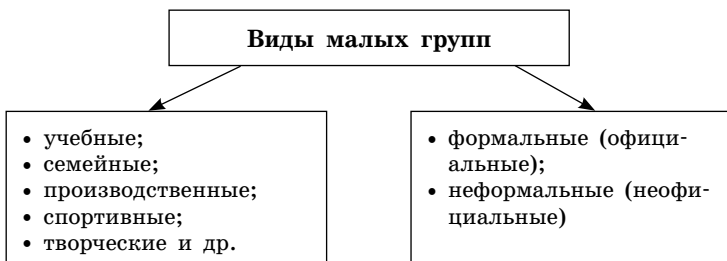 Виды малых групп
• учебные;
• семейные;
• производственные;
• спортивные;
• творческие и др.
• формальные (офици-
альные);
• неформальные (неофи-
циальные)